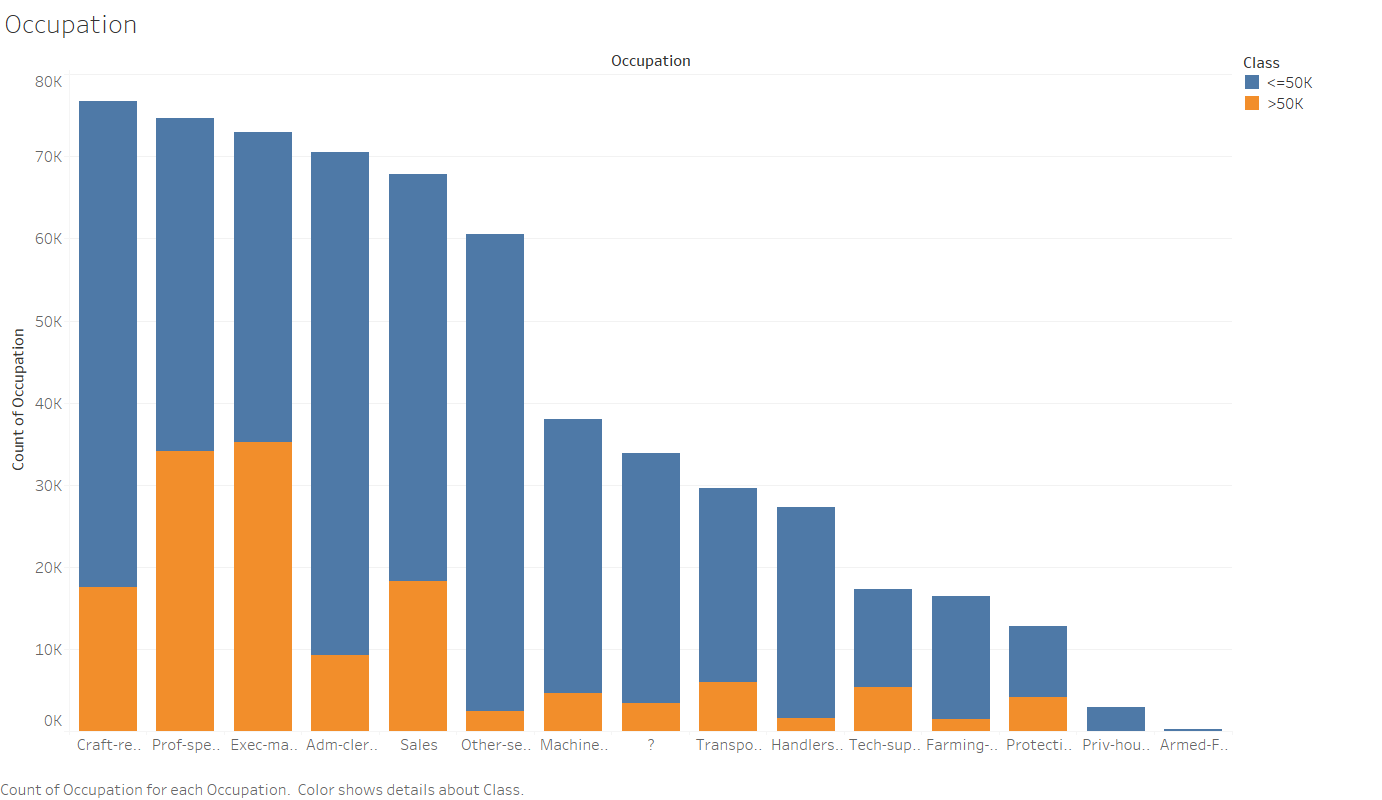 Occupation
Occupation
Class
<=50K
>50K
80K
70K
60K
50K
40K
30K
20K
10K
0K
Count of Occupation
Craft-re.. Prof-spe.. Exec-ma.. Adm-cler.. Sales Other-se.. Machine.. ? Transpo.. Handlers.. Tech-sup.. Farming-.. Protecti.. Priv-hou.. Armed-F..
Count of Occupation for each Occupation. Color shows details about Class.